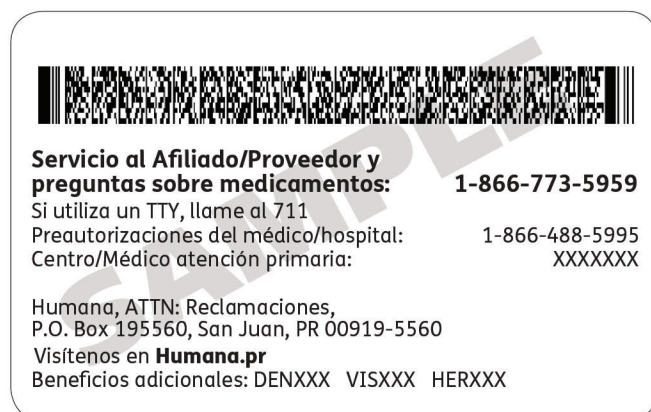 Servicio al Afiliado/Proveedor y
preguntas sobre medicamentos: 1-866-773-5959
Si utiliza un TTY, llame al 711
Preautorizaciones del médico/hospital: 1-866-488-5995
Centro/Médico atención primaria: XXXXXXX
Humana, ATTN: Reclamaciones,
P.O. Box 195560, San Juan, PR 00919-5560
Visítenos en Humana.pr
Beneficios adicionales: DENXXX VISXXX HERXXX
SAMPLE